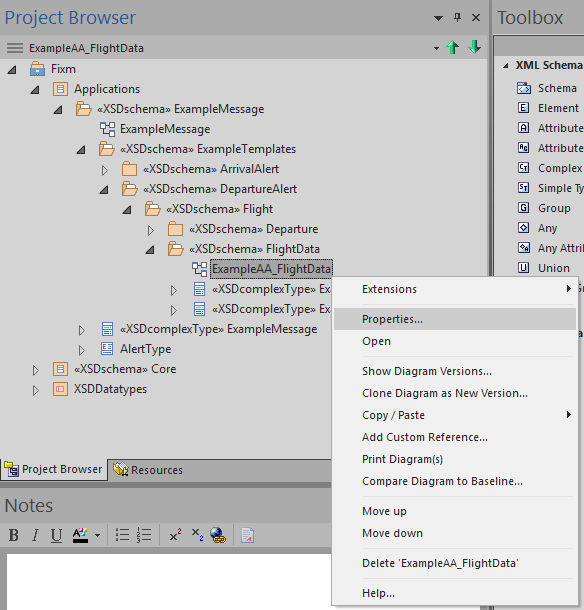 Project Browser
Toolbox
ExampleAA_FlightData
Fixm
Applications
«XSDschema» ExampleMessage
ExampleMessage
«XSDschema» ExampleTemplates
«XSDschema» ArrivalAlert
«XSDschema» DepartureAlert
«XSDschema» Flight
«XSDschema» Departure
«XSDschema» FlightData
ExampleAA_FlightData
«XSDcomplexType» Ex
«XSDcomplexType» Ex
«XSDcomplexType» ExampleMessage
AlertType
«XSDschema» Core
XSDDatatypes
XML Schema
Schema
Element
Attribute
Attribute
Complex
Simple Ty
Group
Any
Any Attri
Union
Extensions
Properties...
Open
Show Diagram Versions...
Clone Diagram as New Version...
Copy / Paste
Add Custom Reference...
Print Diagram(s)
Compare Diagram to Baseline...
Move up
Move down
Delete 'ExampleAA_FlightData'
Help...
Project Browser
Resources
Notes
B I U A x² x₂